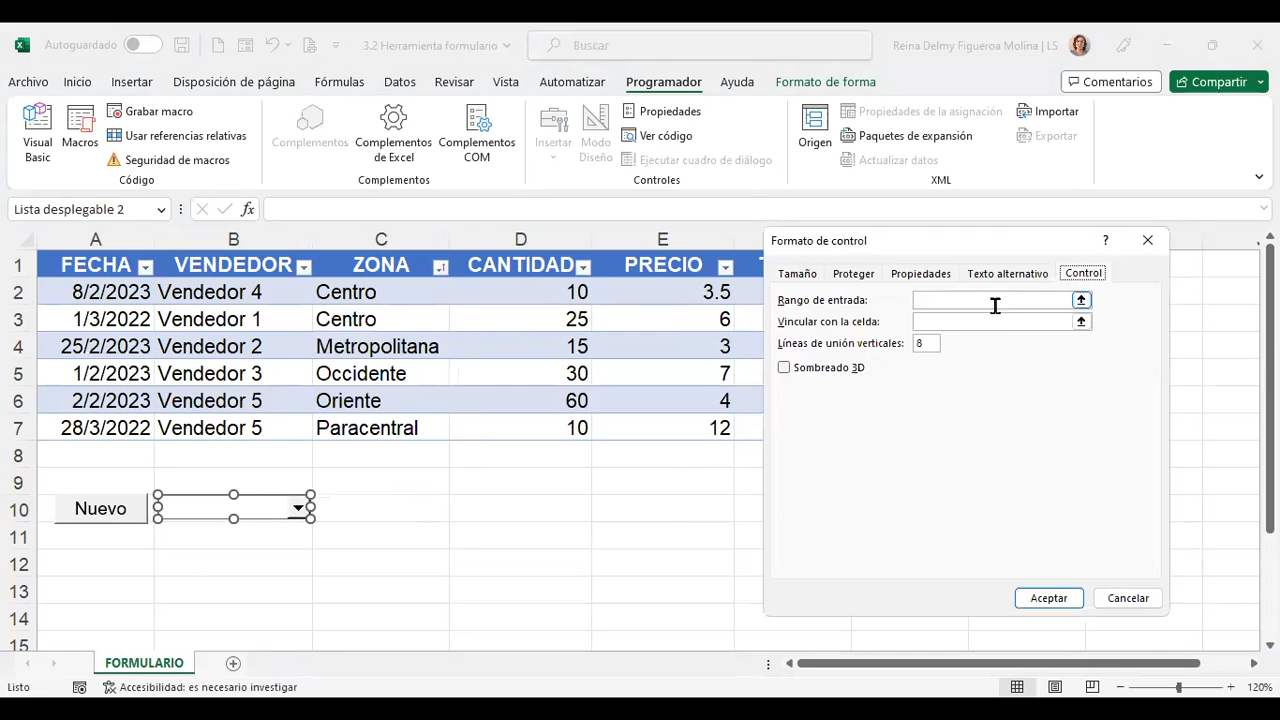 Autoguardado 3.2 Herramienta formulario Buscar Reina Delmy Figueroa Molina | LS
Archivo Inicio Insertar Disposición de página Fórmulas Datos Revisar Vista Automatizar Programador Ayuda Formato de forma Comentarios Compartir
Visual Basic
Macros
Grabar macro
Usar referencias relativas
Seguridad de macros
Código
Complementos
Complementos de Excel
Complementos COM
Complementos
Insertar
Modo Diseño
Propiedades
Ver código
Ejecutar cuadro de diálogo
Controles
Origen
Propiedades de la asignación
Paquetes de expansión
Actualizar datos
Importar
Exportar
XML
Lista desplegable 2 fx
A B C D E
1 FECHA VENDEDOR ZONA CANTIDAD PRECIO
2 8/2/2023 Vendedor 4 Centro 10 3.5
3 1/3/2022 Vendedor 1 Centro 25 6
4 25/2/2023 Vendedor 2 Metropolitana 15 3
5 1/2/2023 Vendedor 3 Occidente 30 7
6 2/2/2023 Vendedor 5 Oriente 60 4
7 28/3/2022 Vendedor 5 Paracentral 10 12
8
9
10 Nuevo
11
12
13
14
15
Formato de control ?
Tamaño Proteger Propiedades Texto alternativo Control
Rango de entrada:
Vincular con la celda:
Líneas de unión verticales: 8
Sombreado 3D
Aceptar Cancelar
FORMULARIO
Listo Accesibilidad: es necesario investigar 120%